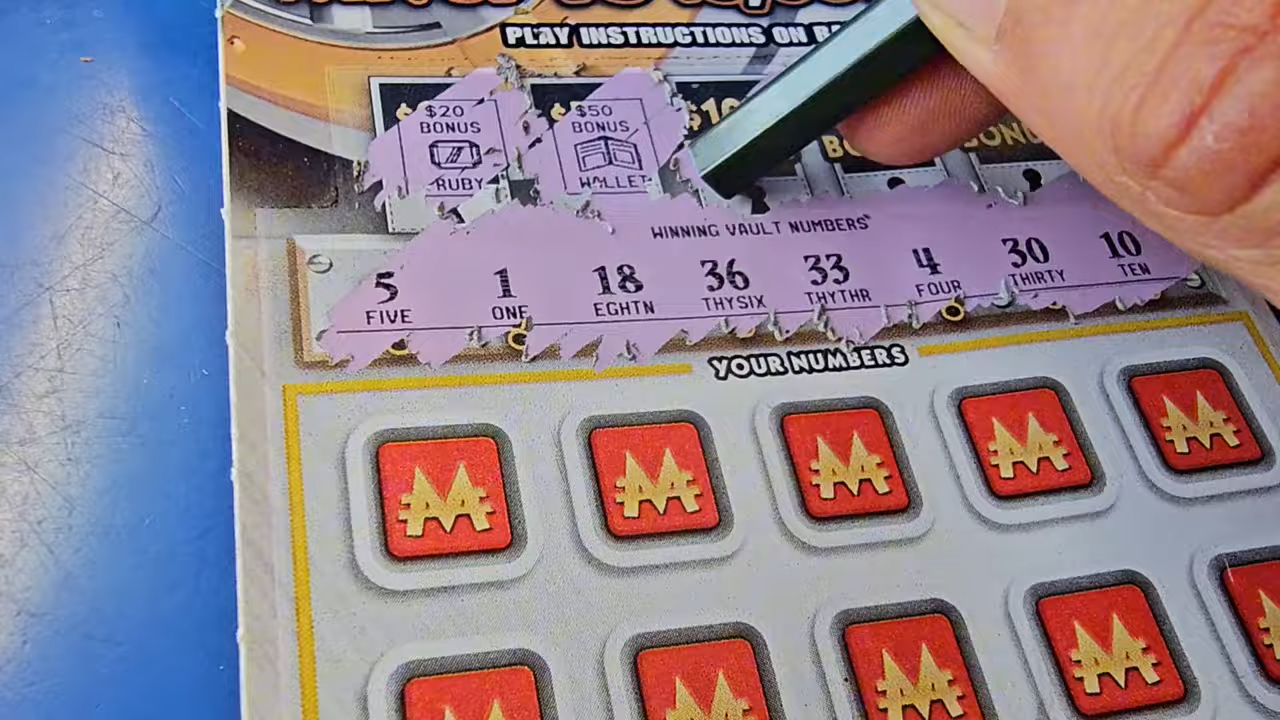 PLAY INSTRUCTIONS ON
$20
BONUS
RUBY
$50
BONUS
WALLET
WINNING VAULT NUMBERS
5 1 18 36 33 4 30 10
FIVE ONE EGHTN THYSIX THYTHR FOUR THIRTY TEN
YOUR NUMBERS